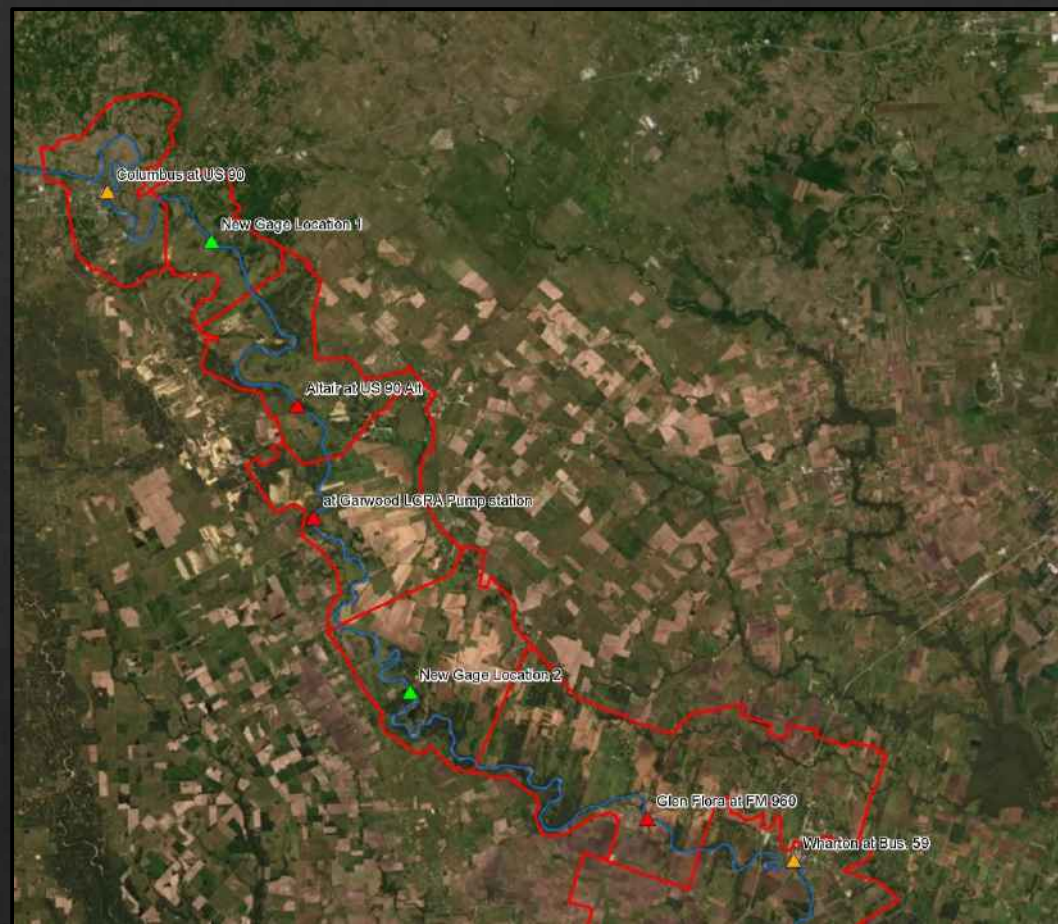 Columbus at US 90
New Gage Location 1
Altair at US 90 Alt
at Garwood LCRA Pump station
New Gage Location 2
Glen Flora at FM 960
Wharton at Bus. 59